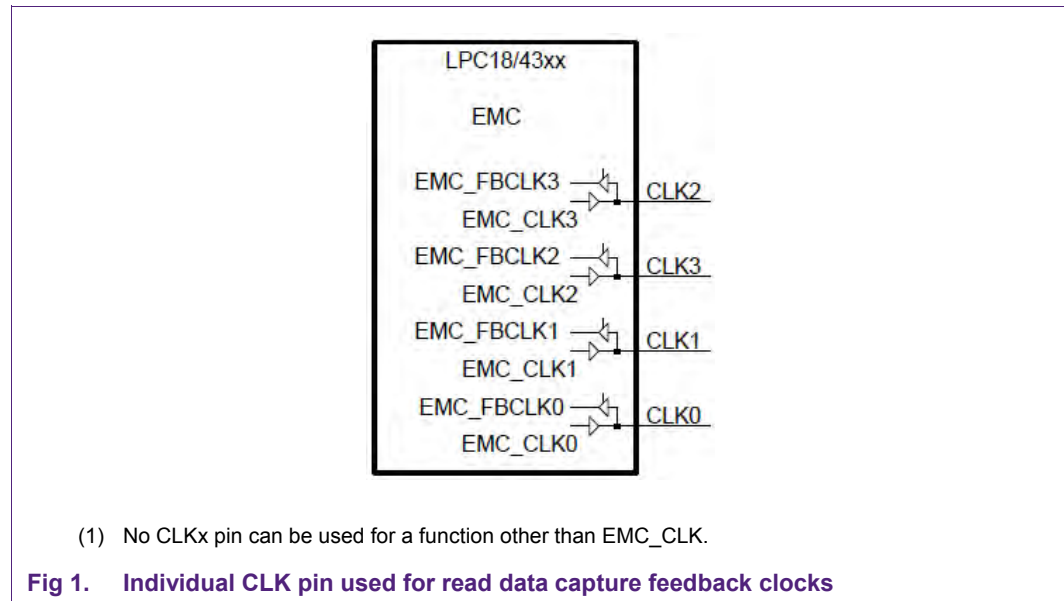 LPC18/43xx
EMC
EMC_FBCLK3
CLK2
EMC_CLK3
EMC_FBCLK2
CLK3
EMC_CLK2
EMC_FBCLK1
CLK1
EMC_CLK1
EMC_FBCLK0
CLK0
EMC_CLK0
(1) No CLKx pin can be used for a function other than EMC_CLK.
Fig 1. Individual CLK pin used for read data capture feedback clocks